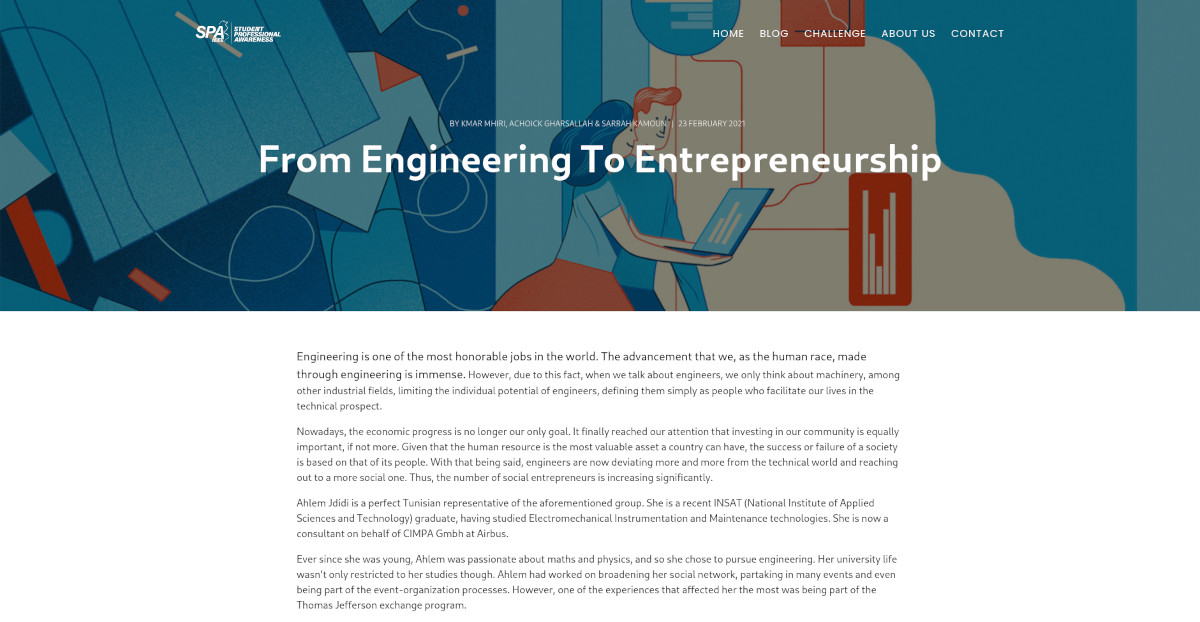 SPA
IEEE
STUDENT
PROFESSIONAL
AWARENESS
HOME BLOG CHALLENGE ABOUT US CONTACT
BY KMAR MHIRI, ACHOICK GHARSALLAH & SARRAH KAMOUN | 23 FEBRUARY 2021
From Engineering To Entrepreneurship
Engineering is one of the most honorable jobs in the world. The advancement that we, as the human race, made
through engineering is immense. However, due to this fact, when we talk about engineers, we only think about machinery, among
other industrial fields, limiting the individual potential of engineers, defining them simply as people who facilitate our lives in the
technical prospect.
Nowadays, the economic progress is no longer our only goal. It finally reached our attention that investing in our community is equally
important, if not more. Given that the human resource is the most valuable asset a country can have, the success or failure of a society
is based on that of its people. With that being said, engineers are now deviating more and more from the technical world and reaching
out to a more social one. Thus, the number of social entrepreneurs is increasing significantly.
Ahlem Jdidi is a perfect Tunisian representative of the aforementioned group. She is a recent INSAT (National Institute of Applied
Sciences and Technology) graduate, having studied Electromechanical Instrumentation and Maintenance technologies. She is now a
consultant on behalf of CIMPA Gmbh at Airbus.
Ever since she was young, Ahlem was passionate about maths and physics, and so she chose to pursue engineering. Her university life
wasn't only restricted to her studies though. Ahlem had worked on broadening her social network, partaking in many events and even
being part of the event-organization processes. However, one of the experiences that affected her the most was being part of the
Thomas Jefferson exchange program.